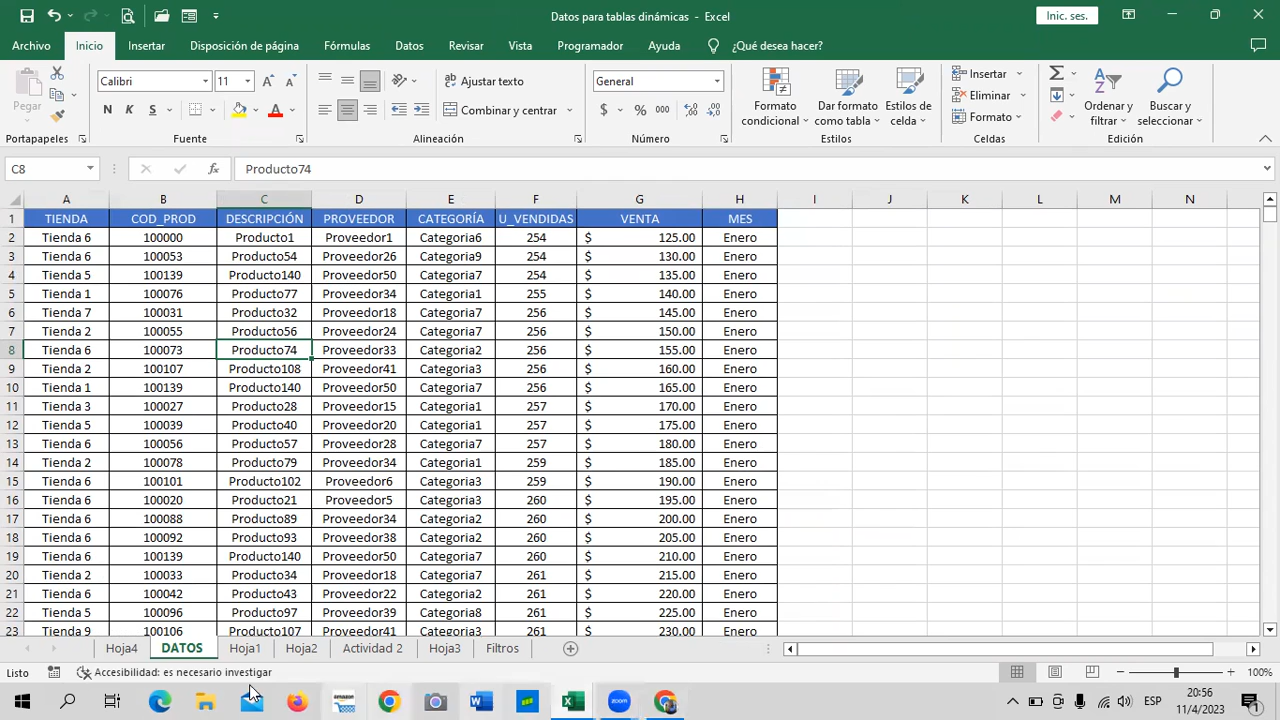 Datos para tablas dinámicas - Excel
Inic. ses.
Archivo Inicio Insertar Disposición de página Fórmulas Datos Revisar Vista Programador Ayuda ¿Qué desea hacer?
Pegar
Calibri 11
N K S
Ajustar texto
Combinar y centrar
General
$ % 000
Formato condicional
Dar formato como tabla
Estilos de celda
Insertar
Eliminar
Formato
Ordenar y filtrar
Buscar y seleccionar
Portapapeles Fuente Alineación Número Estilos Celdas Edición
C8 fx Producto74
A B C D E F G H I J K L M N
1 TIENDA COD_PROD DESCRIPCIÓN PROVEEDOR CATEGORÍA U_VENDIDAS VENTA MES
2 Tienda 6 100000 Producto1 Proveedor1 Categoria6 254 $ 125.00 Enero
3 Tienda 6 100053 Producto54 Proveedor26 Categoria9 254 $ 130.00 Enero
4 Tienda 5 100139 Producto140 Proveedor50 Categoria7 254 $ 135.00 Enero
5 Tienda 1 100076 Producto77 Proveedor34 Categoria1 255 $ 140.00 Enero
6 Tienda 7 100031 Producto32 Proveedor18 Categoria7 256 $ 145.00 Enero
7 Tienda 2 100055 Producto56 Proveedor24 Categoria7 256 $ 150.00 Enero
8 Tienda 6 100073 Producto74 Proveedor33 Categoria2 256 $ 155.00 Enero
9 Tienda 2 100107 Producto108 Proveedor41 Categoria3 256 $ 160.00 Enero
10 Tienda 1 100139 Producto140 Proveedor50 Categoria7 256 $ 165.00 Enero
11 Tienda 3 100027 Producto28 Proveedor15 Categoria1 257 $ 170.00 Enero
12 Tienda 5 100039 Producto40 Proveedor20 Categoria1 257 $ 175.00 Enero
13 Tienda 6 100056 Producto57 Proveedor28 Categoria7 257 $ 180.00 Enero
14 Tienda 2 100078 Producto79 Proveedor34 Categoria1 259 $ 185.00 Enero
15 Tienda 6 100101 Producto102 Proveedor6 Categoria3 259 $ 190.00 Enero
16 Tienda 6 100020 Producto21 Proveedor5 Categoria3 260 $ 195.00 Enero
17 Tienda 6 100088 Producto89 Proveedor34 Categoria2 260 $ 200.00 Enero
18 Tienda 6 100092 Producto93 Proveedor38 Categoria2 260 $ 205.00 Enero
19 Tienda 6 100139 Producto140 Proveedor50 Categoria7 260 $ 210.00 Enero
20 Tienda 2 100033 Producto34 Proveedor18 Categoria7 261 $ 215.00 Enero
21 Tienda 6 100042 Producto43 Proveedor22 Categoria2 261 $ 220.00 Enero
22 Tienda 5 100096 Producto97 Proveedor39 Categoria8 261 $ 225.00 Enero
23 Tienda 9 100106 Producto107 Proveedor41 Categoria3 261 $ 230.00 Enero
Hoja4 DATOS Hoja1 Hoja2 Actividad 2 Hoja3 Filtros
Listo Accesibilidad: es necesario investigar 100%
ESP 20:56
11/4/2023